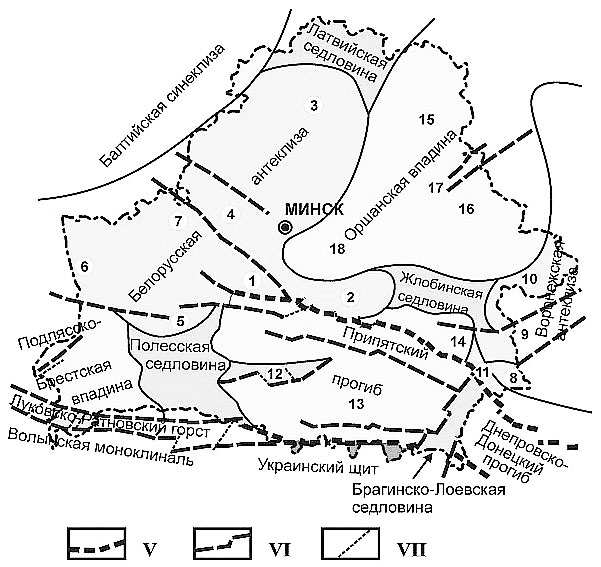 Латвийская
седловина
Балтийская синеклиза
3
15
антеклиза
Оршанская впадина
17
16
7
4
МИНСК
18
Белорусская
6
1
2
Жлобинская
седловина
10
Воронежская
антеклиза
5
9
Подлясско-
Брестская
впадина
Полесская
седловина
Припятский
прогиб
14
12
11
8
13
Луковско-Ратновский горст
Волынская моноклиналь
Украинский щит
Днепровско-
Донецкий
прогиб
Брагинско-Лоевская
седловина
V
VI
VII